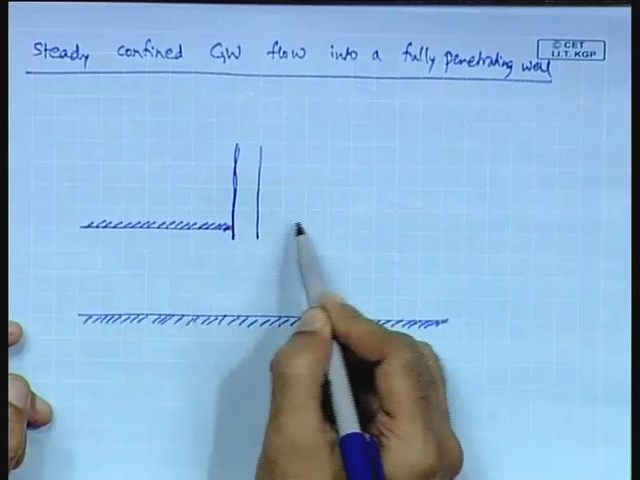 Steady confined GW flow into a fully penetrating well
© CET
I.I.T. KGP